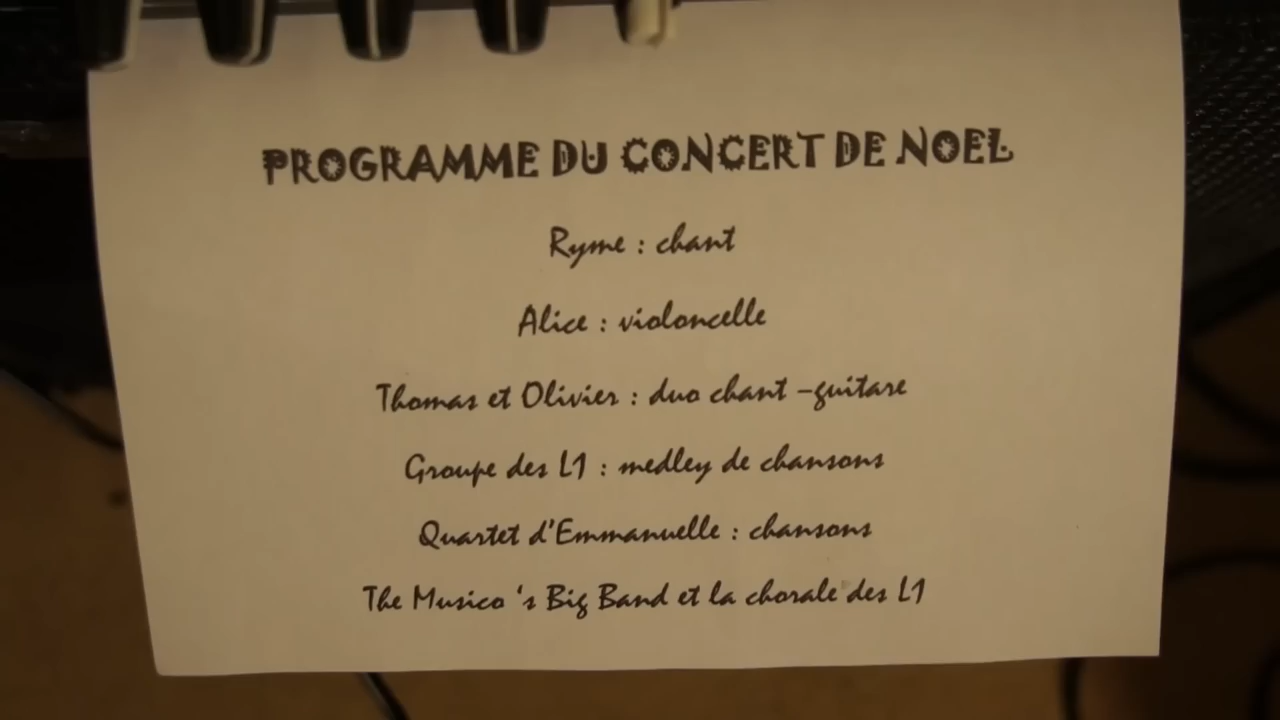 PROGRAMME DU CONCERT DE NOEL
Ryme : chant
Alice : violoncelle
Thomas et Olivier : duo chant -guitare
Groupe des L1 : medley de chansons
Quartet d'Emmanuelle : chansons
The Musico 's Big Band et la chorale des L1